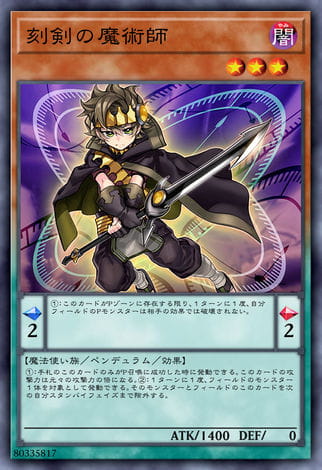 刻剣の魔術師
闇
やみ
①:このカードがPゾーンに存在する限り、1ターンに1度、自分
フィールドのPモンスターは相手の効果では破壊されない。
2
2
【魔法使い族/ペンデュラム/効果】
①:手札のこのカードのみがP召喚に成功した時に発動できる。このカードの攻
撃力は元々の攻撃力の倍になる。②:1ターンに1度、フィールドのモンスター
1体を対象として発動できる。そのモンスターとフィールドのこのカードを次の
自分スタンバイフェイズまで除外する。
ATK/1400 DEF/ 0
80335817